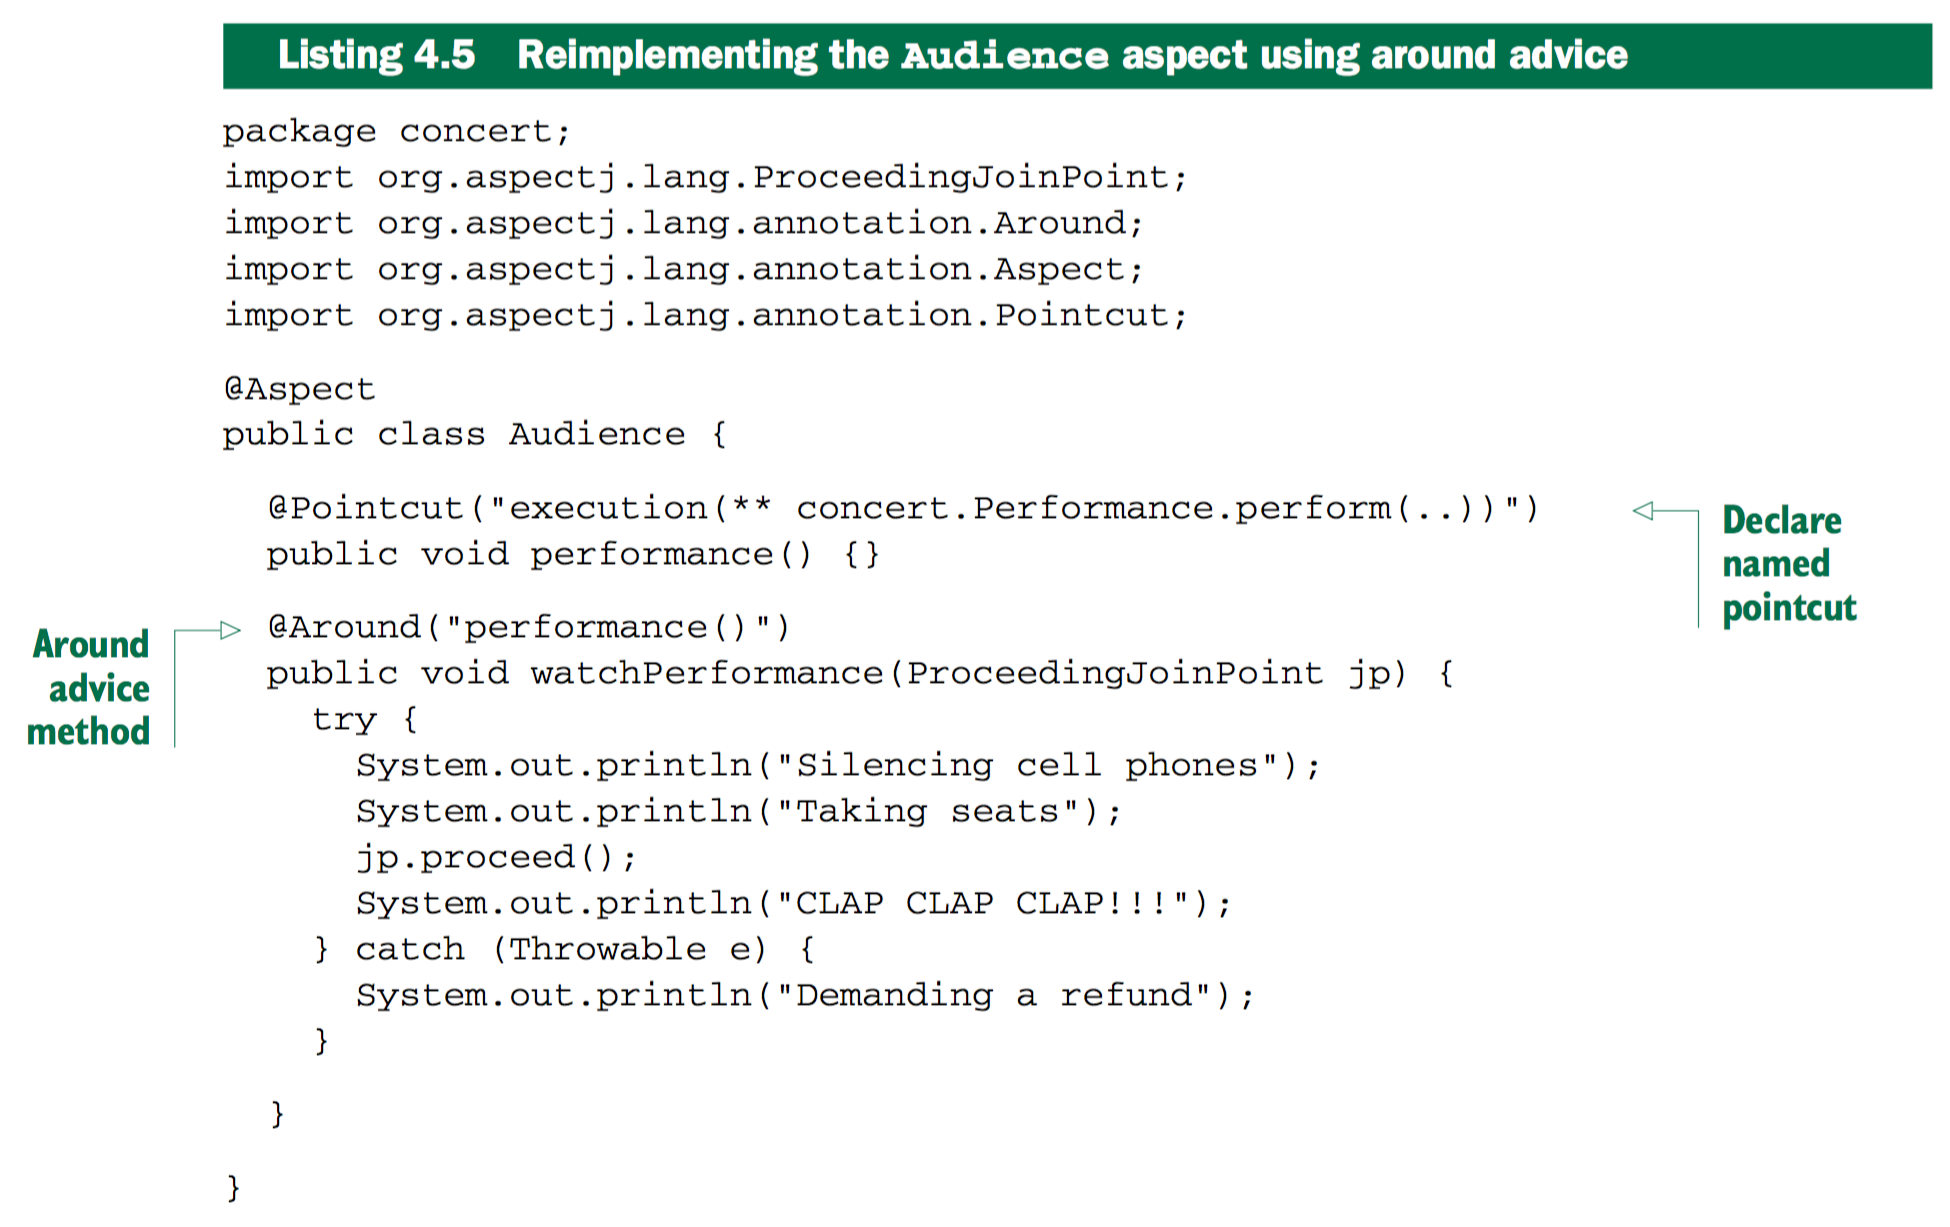 Listing 4.5 Reimplementing the Audience aspect using around advice
package concert;
import org.aspectj.lang.ProceedingJoinPoint;
import org.aspectj.lang.annotation.Around;
import org.aspectj.lang.annotation.Aspect;
import org.aspectj.lang.annotation.Pointcut;
@Aspect
public class Audience {
@Pointcut("execution(** concert.Performance.perform(..))")
public void performance() {}
Declare
named
pointcut
@Around("performance()")
public void watchPerformance(ProceedingJoinPoint jp) {
Around
advice
method
try {
System.out.println("Silencing cell phones");
System.out.println("Taking seats");
jp.proceed();
System.out.println("CLAP CLAP CLAP!!!");
} catch (Throwable e) {
System.out.println("Demanding a refund");
}
}
}